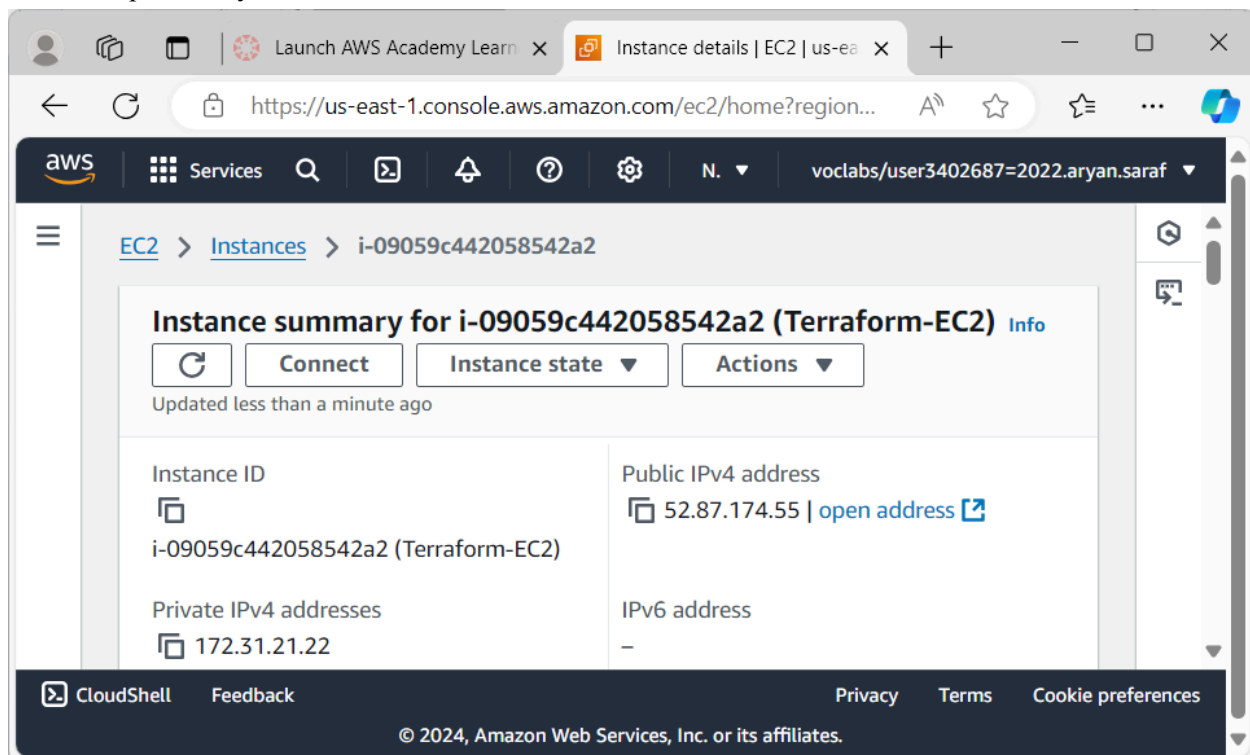 Launch AWS Academy Learn
Instance details | EC2 | us-ea
https://us-east-1.console.aws.amazon.com/ec2/home?region...
aws Services N. voclabs/user3402687=2022.aryan.saraf
EC2 > Instances > i-09059c442058542a2
Instance summary for i-09059c442058542a2 (Terraform-EC2) Info
Connect Instance state Actions
Updated less than a minute ago
Instance ID
i-09059c442058542a2 (Terraform-EC2)
Public IPv4 address
52.87.174.55 | open address
Private IPv4 addresses
172.31.21.22
IPv6 address
–
CloudShell Feedback Privacy Terms Cookie preferences
© 2024, Amazon Web Services, Inc. or its affiliates.